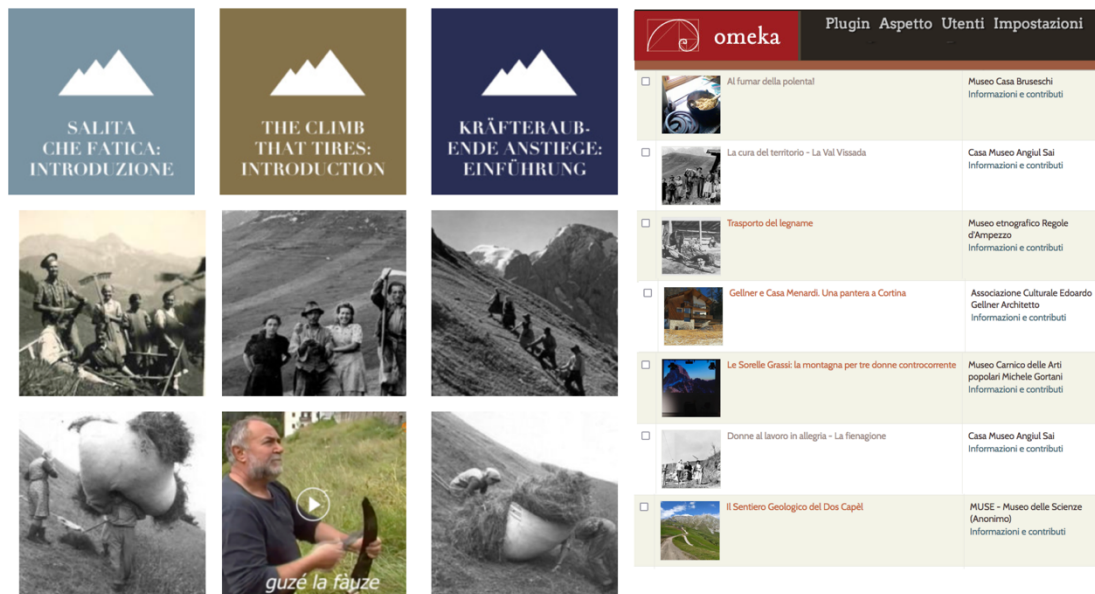 SALITA
CHE FATICA:
INTRODUZIONE
THE CLIMB
THAT TIRES:
INTRODUCTION
KRÄFTERAUB-
ENDE ANSTIEGE:
EINFÜHRUNG
guzé la fàuze
omeka
Plugin Aspetto Utenti Impostazioni
Al fumar della polenta!
Museo Casa Bruseschi
Informazioni e contributi
La cura del territorio - La Val Vissada
Casa Museo Angiul Sai
Informazioni e contributi
Trasporto del legname
Museo etnografico Regole
d'Ampezzo
Informazioni e contributi
Gellner e Casa Menardi. Una pantera a Cortina
Associazione Culturale Edoardo
Gellner Architetto
Informazioni e contributi
Le Sorelle Grassi: la montagna per tre donne controcorrente
Museo Carnico delle Arti
popolari Michele Gortani
Informazioni e contributi
Donne al lavoro in allegria - La fienagione
Casa Museo Angiul Sai
Informazioni e contributi
Il Sentiero Geologico del Dos Capèl
MUSE - Museo delle Scienze
(Anonimo)
Informazioni e contributi